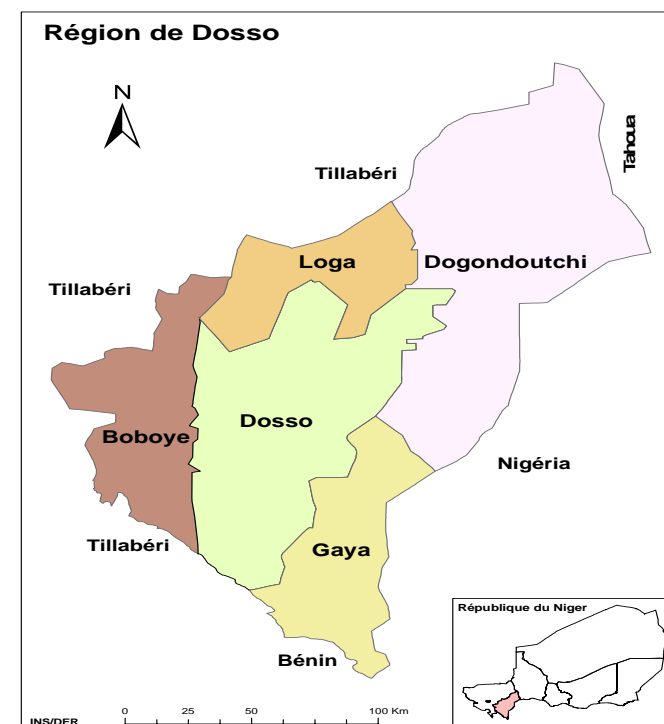 Région de Dosso
N
Tahoua
Tillabéri
Loga
Dogondoutchi
Tillabéri
Dosso
Boboye
Nigéria
Tillabéri
Gaya
République du Niger
Bénin
INS/DER
0 25 50 100 Km